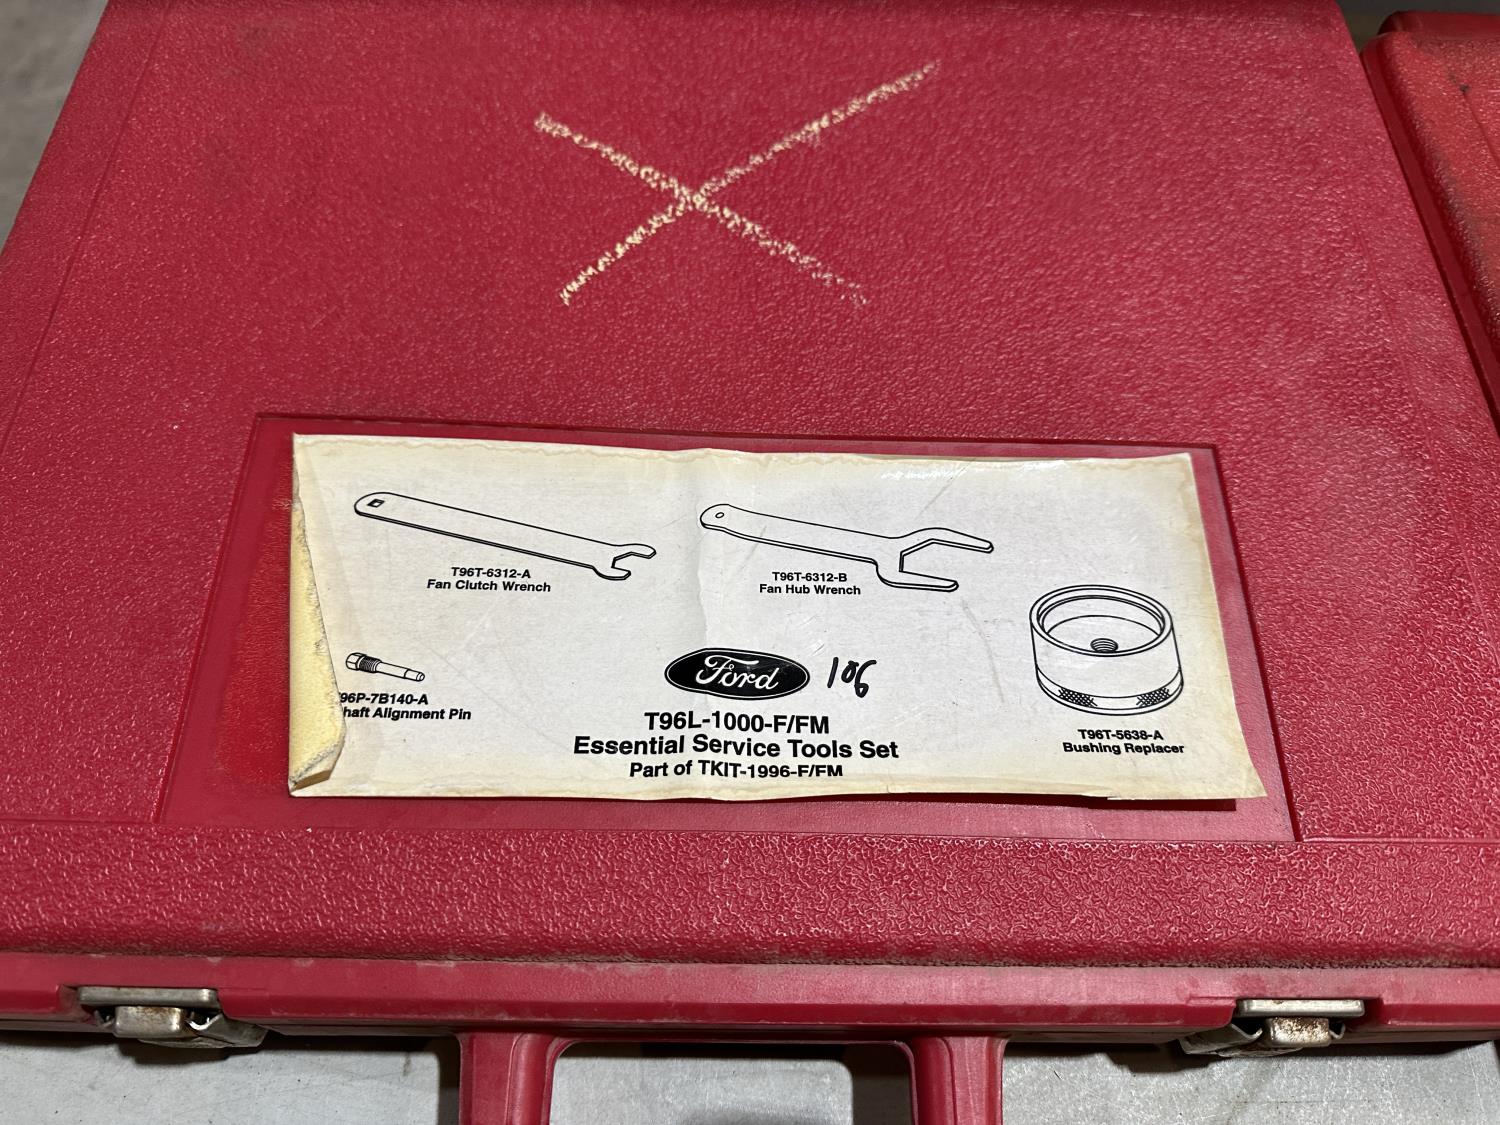 T96T-6312-A
Fan Clutch Wrench
T96T-6312-B
Fan Hub Wrench
96P-7B140-A
haft Alignment Pin
Ford 106
T96L-1000-F/FM
Essential Service Tools Set
Part of TKIT-1996-F/FM
T96T-5638-A
Bushing Replacer